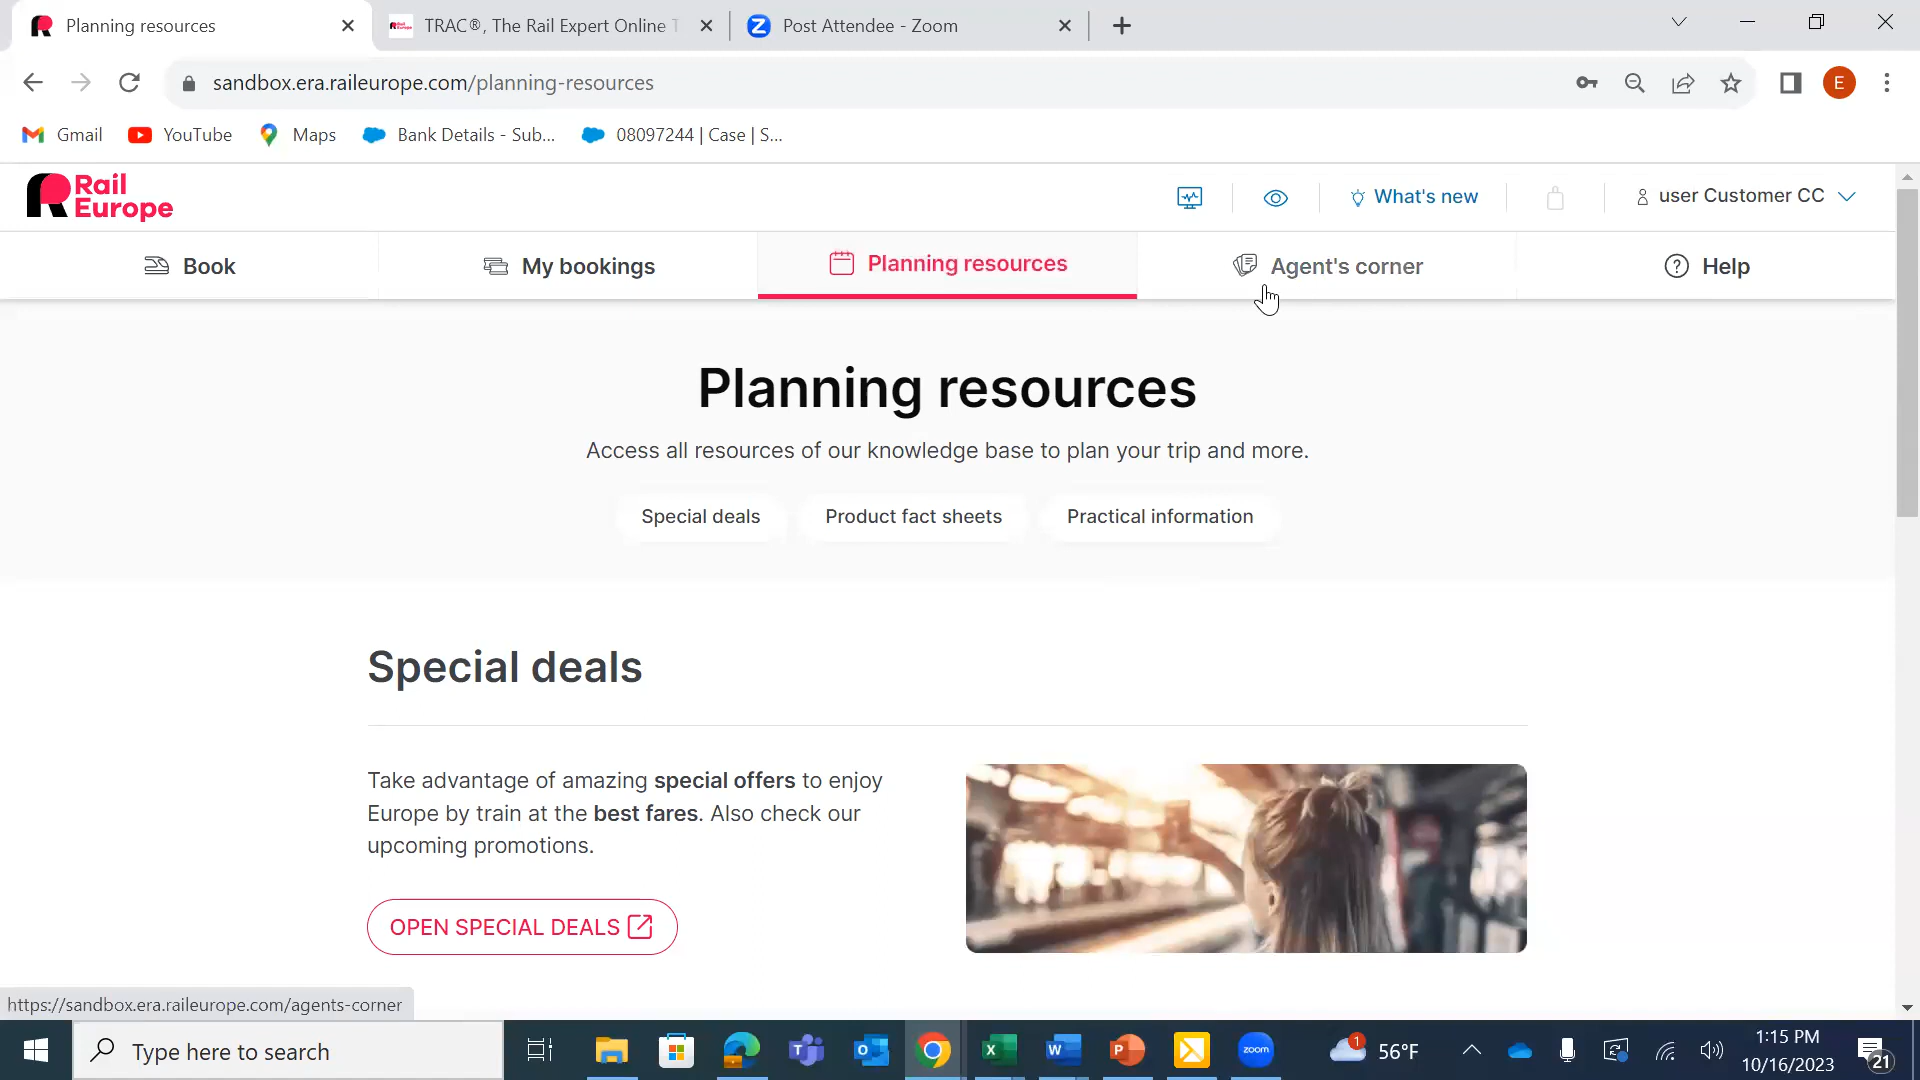 Planning resources
TRAC®, The Rail Expert Online T
Post Attendee - Zoom
sandbox.era.raileurope.com/planning-resources
E
Gmail
YouTube
Maps
Bank Details - Sub...
08097244 | Case | S...
Rail
Europe
What's new
user Customer CC
Book
My bookings
Planning resources
Agent's corner
Help
Planning resources
Access all resources of our knowledge base to plan your trip and more.
Special deals
Product fact sheets
Practical information
Special deals
Take advantage of amazing special offers to enjoy
Europe by train at the best fares. Also check our
upcoming promotions.
OPEN SPECIAL DEALS
https://sandbox.era.raileurope.com/agents-corner
Type here to search
zoom
1
56°F
1:15 PM
10/16/2023
21